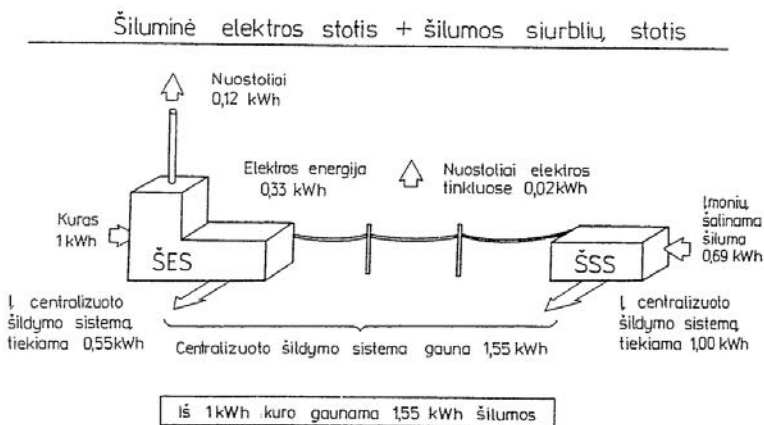 Šiluminė elektros stotis + šilumos siurblių stotis
Nuostoliai
0,12 kWh
Elektros energija
0,33 kWh
Nuostoliai elektros
tinkluose 0,02kWh
Kuras
1kWh
ŠES
ŠSS
Įmonių
šalinama
šiluma
0,69 kWh
Į centralizuoto
šildymo sistemą
tiekiama 0,55kWh
Centralizuoto šildymo sistema gauna 1,55 kWh
Į centralizuoto
šildymo sistemą
tiekiama 1,00 kWh
Iš 1kWh kuro gaunama 1,55 kWh šilumos